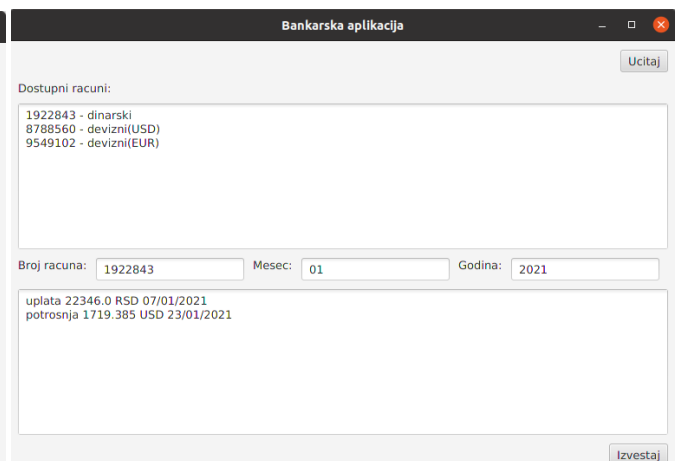 Bankarska aplikacija
Ucitaj
Dostupni racuni:
1922843 - dinarski
8788560 - devizni(USD)
9549102 - devizni(EUR)
Broj racuna: 1922843 Mesec: 01 Godina: 2021
uplata 22346.0 RSD 07/01/2021
potrosnja 1719.385 USD 23/01/2021
Izvestaj